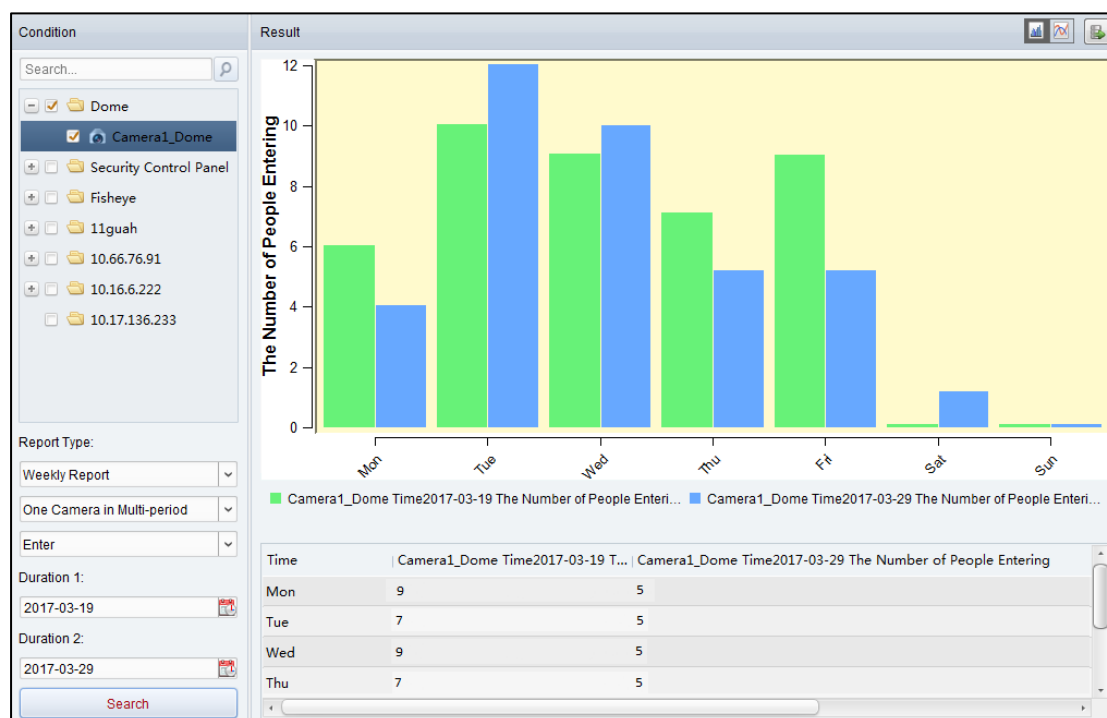 Condition
Search...
Dome
Camera1_Dome
Security Control Panel
Fisheye
11guah
10.66.76.91
10.16.6.222
10.17.136.233
Report Type:
Weekly Report
One Camera in Multi-period
Enter
Duration 1:
2017-03-19
Duration 2:
2017-03-29
Search
Result
The Number of People Entering
12
10
8
6
4
2
0
Mon Tue Wed Thu Fri Sat Sun
Camera1_Dome Time2017-03-19 The Number of People Enteri... Camera1_Dome Time2017-03-29 The Number of People Enteri...
Time Camera1_Dome Time2017-03-19 T... Camera1_Dome Time2017-03-29 The Number of People Entering
Mon 9 5
Tue 7 5
Wed 9 5
Thu 7 5